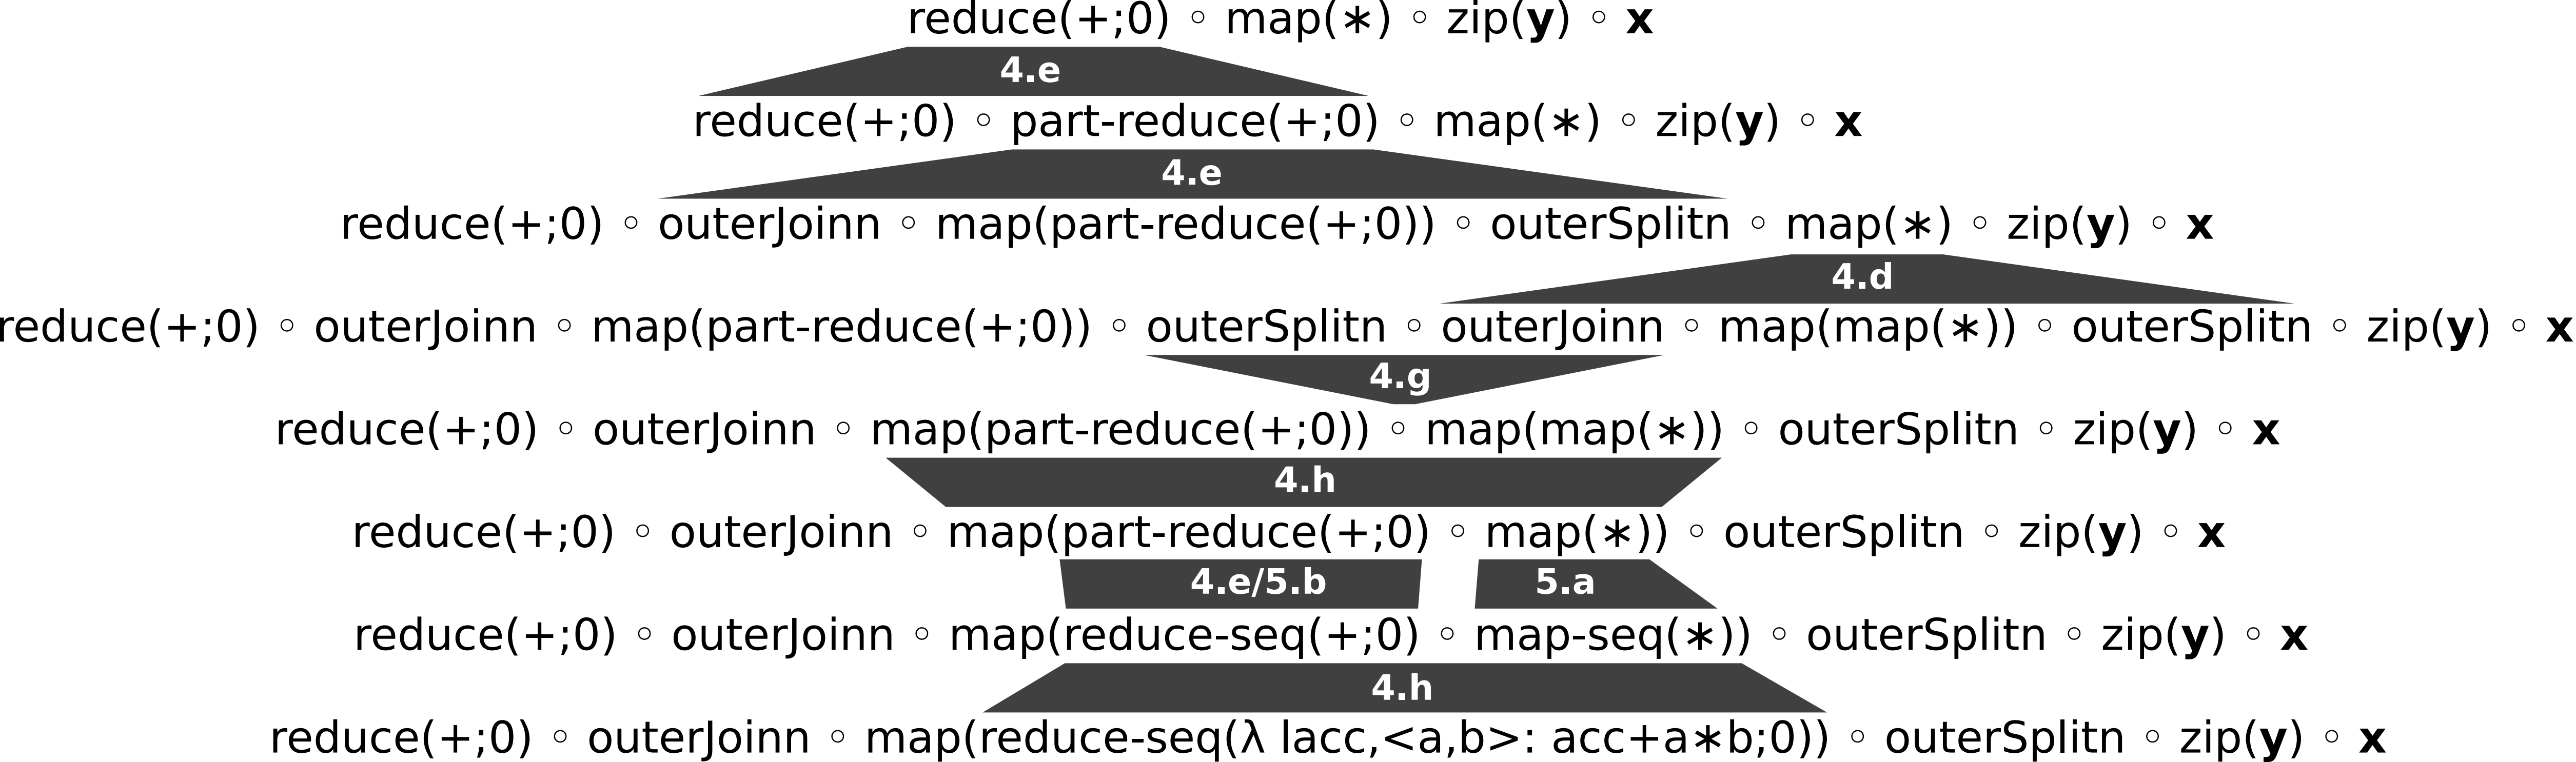 reduce(+;0) ◦ map(∗) ◦ zip(y) ◦ x
4.e
reduce(+;0) ◦ part-reduce(+;0) ◦ map(∗) ◦ zip(y) ◦ x
4.e
reduce(+;0) ◦ outerJoinn ◦ map(part-reduce(+;0)) ◦ outerSplitn ◦ map(∗) ◦ zip(y) ◦ x
4.d
reduce(+;0) ◦ outerJoinn ◦ map(part-reduce(+;0)) ◦ outerSplitn ◦ outerJoinn ◦ map(map(∗)) ◦ outerSplitn ◦ zip(y) ◦ x
4.g
reduce(+;0) ◦ outerJoinn ◦ map(part-reduce(+;0)) ◦ map(map(∗)) ◦ outerSplitn ◦ zip(y) ◦ x
4.h
reduce(+;0) ◦ outerJoinn ◦ map(part-reduce(+;0) ◦ map(∗)) ◦ outerSplitn ◦ zip(y) ◦ x
4.e/5.b 5.a
reduce(+;0) ◦ outerJoinn ◦ map(reduce-seq(+;0) ◦ map-seq(∗)) ◦ outerSplitn ◦ zip(y) ◦ x
4.h
reduce(+;0) ◦ outerJoinn ◦ map(reduce-seq(λ lacc,<a,b>: acc+a∗b;0)) ◦ outerSplitn ◦ zip(y) ◦ x